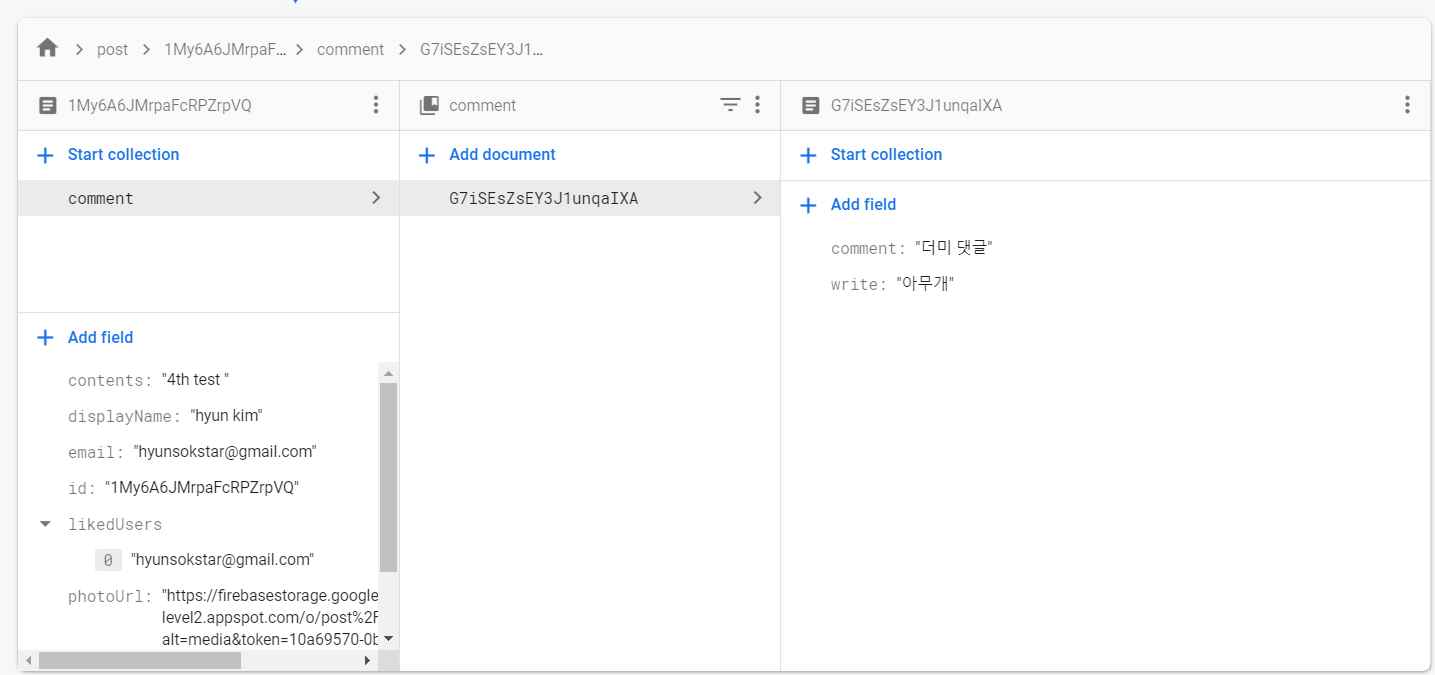 post 1My6A6JMrpaF... comment G7iSEsZsEY3J1...
1My6A6JMrpaFcRPZrpVQ
Start collection
comment
Add field
contents: "4th test "
displayName: "hyun kim"
email: "hyunsokstar@gmail.com"
id: "1My6A6JMrpaFcRPZrpVQ"
likedUsers
0 "hyunsokstar@gmail.com"
photoUrl: "https://firebasestorage.google
level2.appspot.com/o/post%2F
alt=media&token=10a69570-0b
comment
Add document
G7iSEsZsEY3J1unqaIXA
G7iSEsZsEY3J1unqaIXA
Start collection
Add field
comment: "더미 댓글"
write: "아무개"